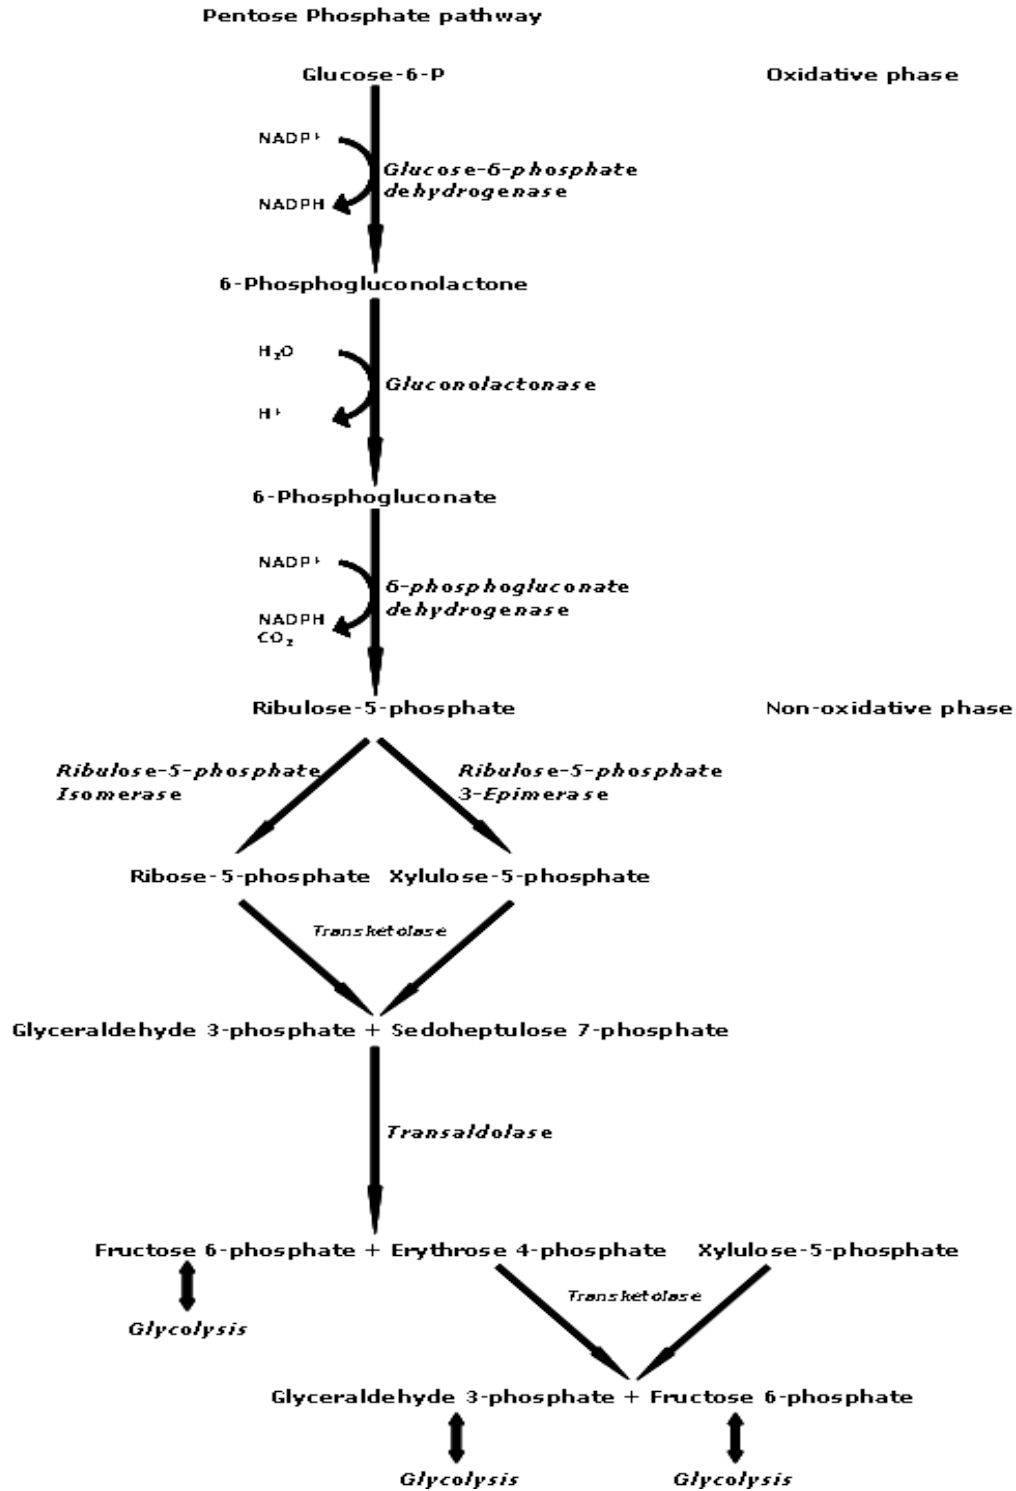 Pentose Phosphate pathway
Glucose-6-P
Oxidative phase
NADP+
Glucose-6-phosphate
dehydrogenase
NADPH
6-Phosphogluconolactone
H₂O
Gluconolactonase
H+
6-Phosphogluconate
NADP+
6-phosphogluconate
dehydrogenase
NADPH
CO₂
Ribulose-5-phosphate
Non-oxidative phase
Ribulose-5-phosphate
Isomerase
Ribulose-5-phosphate
3-Epimerase
Ribose-5-phosphate
Xylulose-5-phosphate
Transketolase
Glyceraldehyde 3-phosphate + Sedoheptulose 7-phosphate
Transaldolase
Fructose 6-phosphate + Erythrose 4-phosphate
Xylulose-5-phosphate
Transketolase
Glycolysis
Glyceraldehyde 3-phosphate + Fructose 6-phosphate
Glycolysis
Glycolysis